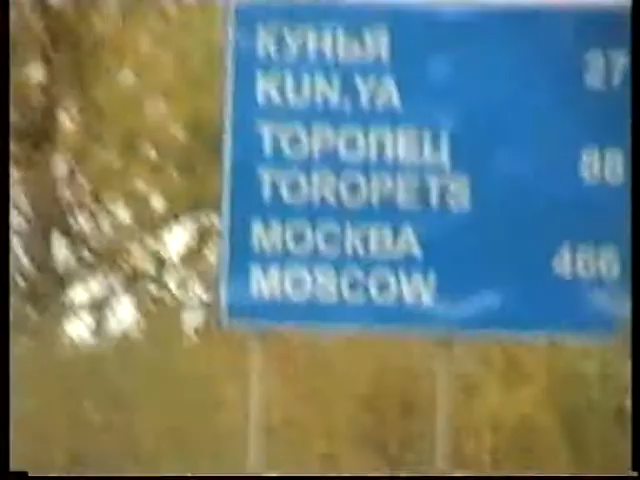 КУНЬЯ 27
KUN.YA
ТОРОПЕЦ 88
TOROPETS
МОСКВА 466
MOSCOW